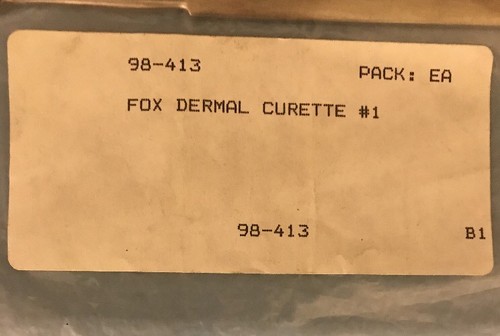 98-413 PACK: EA
FOX DERMAL CURETTE #1
98-413 B1